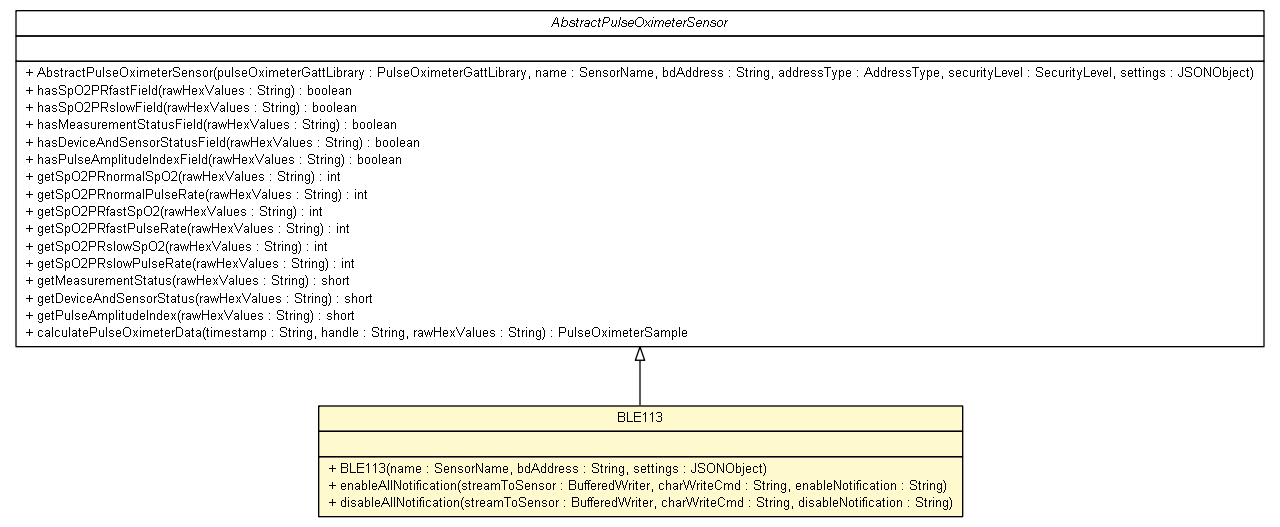 AbstractPulseOximeterSensor
+ AbstractPulseOximeterSensor(pulseOximeterGattLibrary : PulseOximeterGattLibrary, name : SensorName, bdAddress : String, addressType : AddressType, securityLevel : SecurityLevel, settings : JSONObject)
+ hasSpO2PRfastField(rawHexValues : String) : boolean
+ hasSpO2PRslowField(rawHexValues : String) : boolean
+ hasMeasurementStatusField(rawHexValues : String) : boolean
+ hasDeviceAndSensorStatusField(rawHexValues : String) : boolean
+ hasPulseAmplitudeIndexField(rawHexValues : String) : boolean
+ getSpO2PRnormalSpO2(rawHexValues : String) : int
+ getSpO2PRnormalPulseRate(rawHexValues : String) : int
+ getSpO2PRfastSpO2(rawHexValues : String) : int
+ getSpO2PRfastPulseRate(rawHexValues : String) : int
+ getSpO2PRslowSpO2(rawHexValues : String) : int
+ getSpO2PRslowPulseRate(rawHexValues : String) : int
+ getMeasurementStatus(rawHexValues : String) : short
+ getDeviceAndSensorStatus(rawHexValues : String) : short
+ getPulseAmplitudeIndex(rawHexValues : String) : short
+ calculatePulseOximeterData(timestamp : String, handle : String, rawHexValues : String) : PulseOximeterSample
BLE113
+ BLE113(name : SensorName, bdAddress : String, settings : JSONObject)
+ enableAllNotification(streamToSensor : BufferedWriter, charWriteCmd : String, enableNotification : String)
+ disableAllNotification(streamToSensor : BufferedWriter, charWriteCmd : String, disableNotification : String)